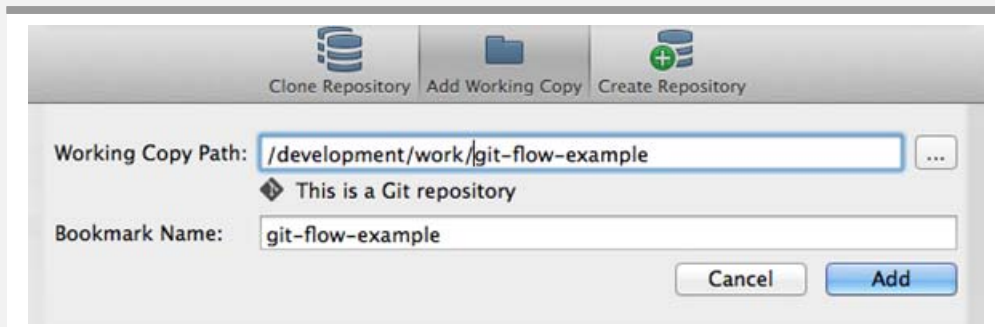 Clone Repository Add Working Copy Create Repository
Working Copy Path: /development/work/git-flow-example ...
This is a Git repository
Bookmark Name: git-flow-example
Cancel Add